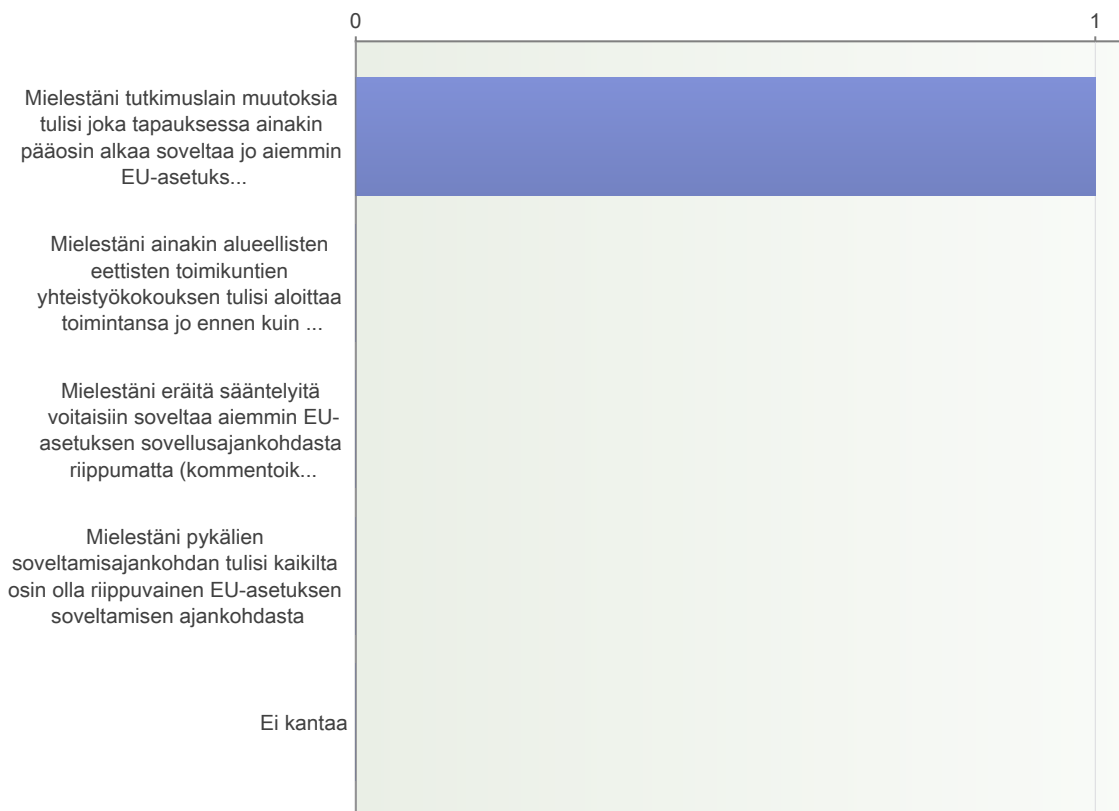 0 1
Mielestäni tutkimuslain muutoksia
tulisi joka tapauksessa ainakin
pääosin alkaa soveltaa jo aiemmin
EU-asetuks...
Mielestäni ainakin alueellisten
eettisten toimikuntien
yhteistyökokouksen tulisi aloittaa
toimintansa jo ennen kuin ...
Mielestäni eräitä sääntelyitä
voitaisiin soveltaa aiemmin EU-
asetuksen sovellusajankohdasta
riippumatta (kommentoik...
Mielestäni pykälien
soveltamisajankohdan tulisi kaikilta
osin olla riippuvainen EU-asetuksen
soveltamisen ajankohdasta
Ei kantaa